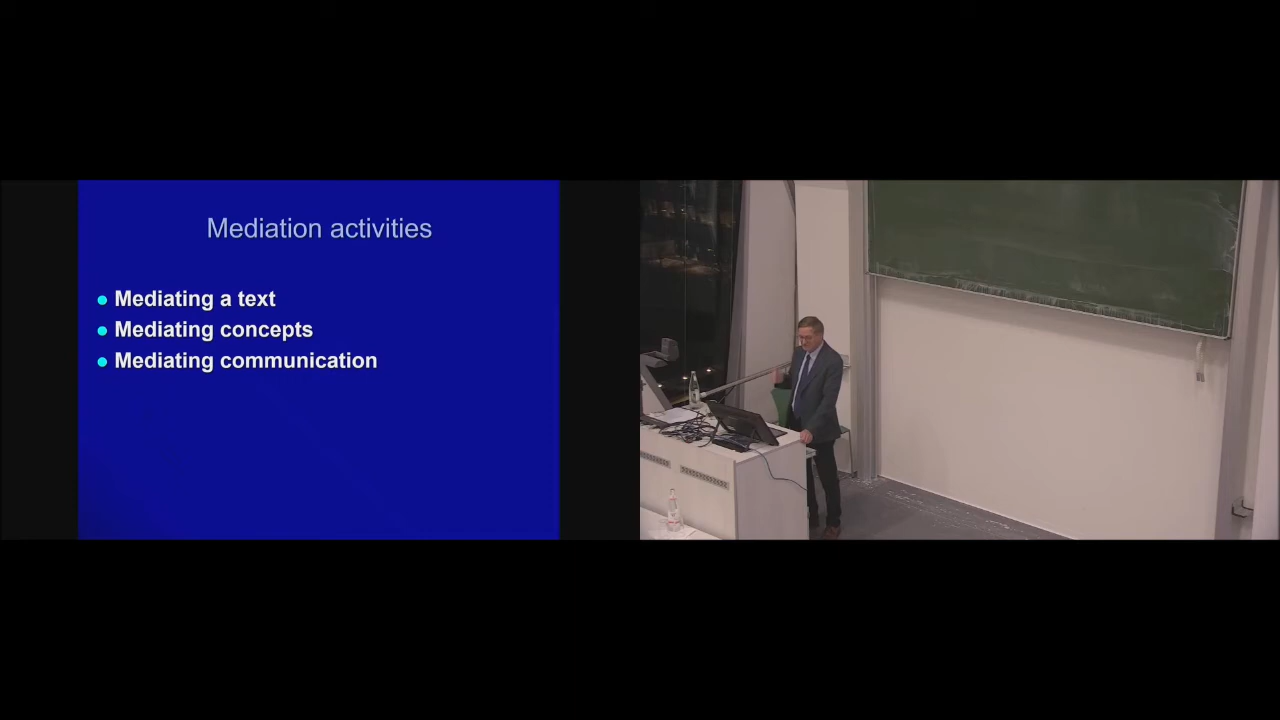 Mediation activities
Mediating a text
Mediating concepts
Mediating communication